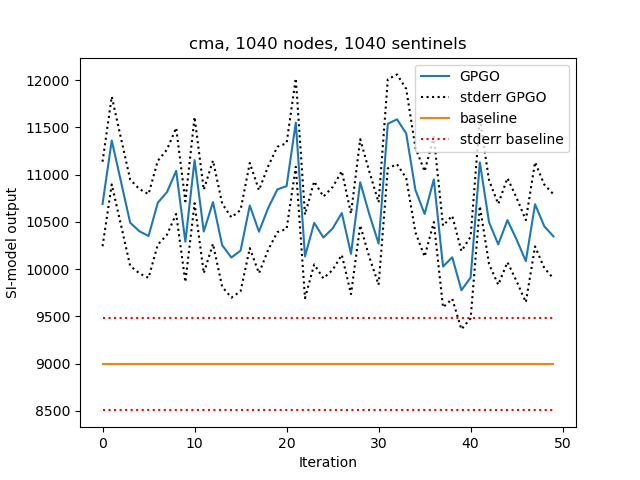 cma, 1040 nodes, 1040 sentinels
12000
11500
11000
10500
10000
9500
9000
8500
SI-model output
GPGO
stderr GPGO
baseline
stderr baseline
0 10 20 30 40 50
Iteration